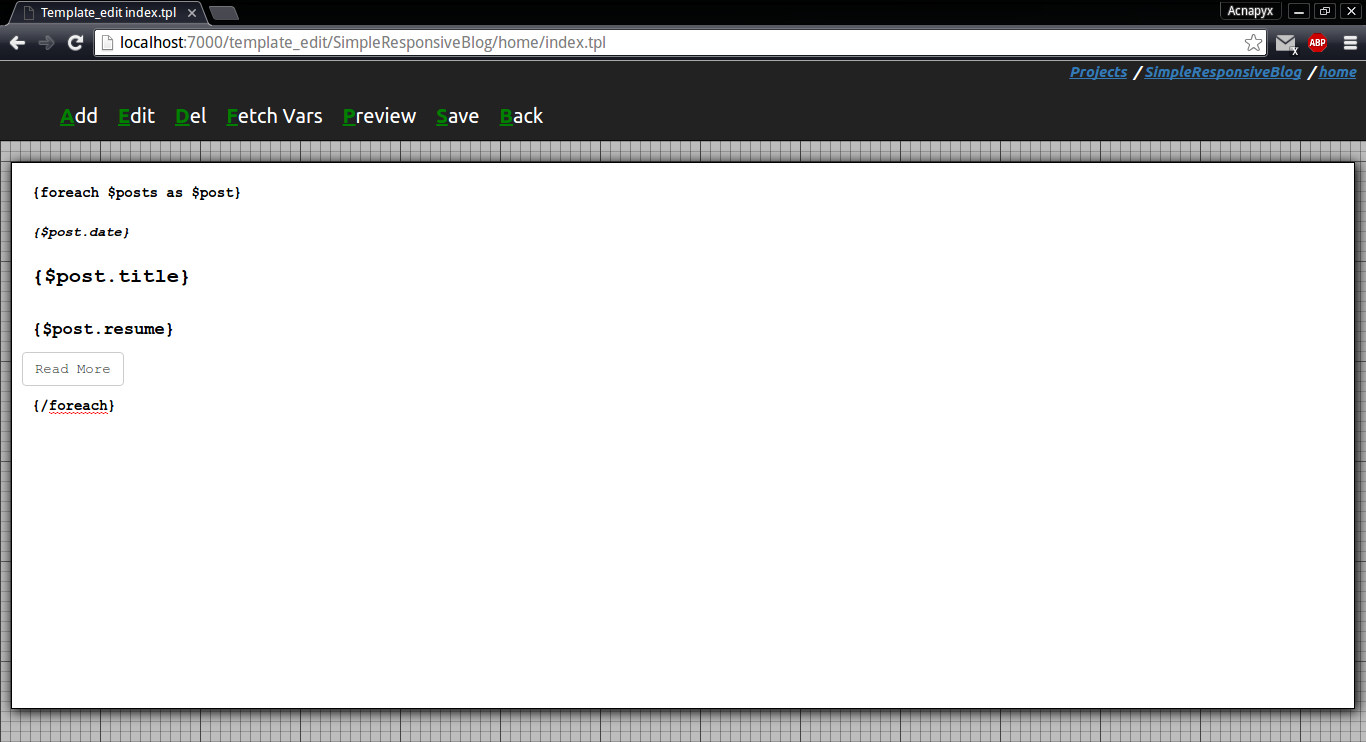 Template_edit index.tpl
Acnapyx
localhost:7000/template_edit/SimpleResponsiveBlog/home/index.tpl
x
ABP
Projects / SimpleResponsiveBlog / home
Add Edit Del Fetch Vars Preview Save Back
{foreach $posts as $post}
{$post.date}
{$post.title}
{$post.resume}
Read More
{/foreach}